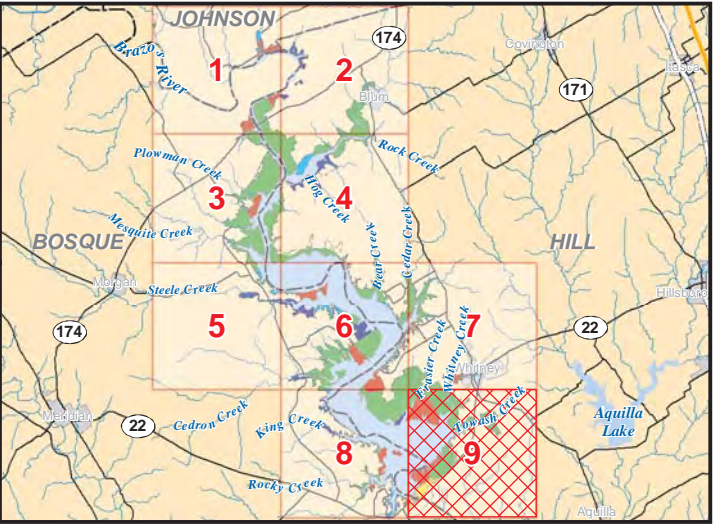 JOHNSON
174
Covington
Brazos River
1
2
Itasca
Blum
171
Plowman Creek
Rock Creek
Hog Creek
3
4
Mesquite Creek
BOSQUE
Bear Creek
Cedar Creek
HILL
Morgan
Steele Creek
Hillsboro
174
5
6
7
22
Frasier Creek
Whitney Creek
Whitney
Meridian
22
Cedron Creek
King Creek
Towash Creek
Aquilla
Lake
8
9
Rocky Creek
Aquilla